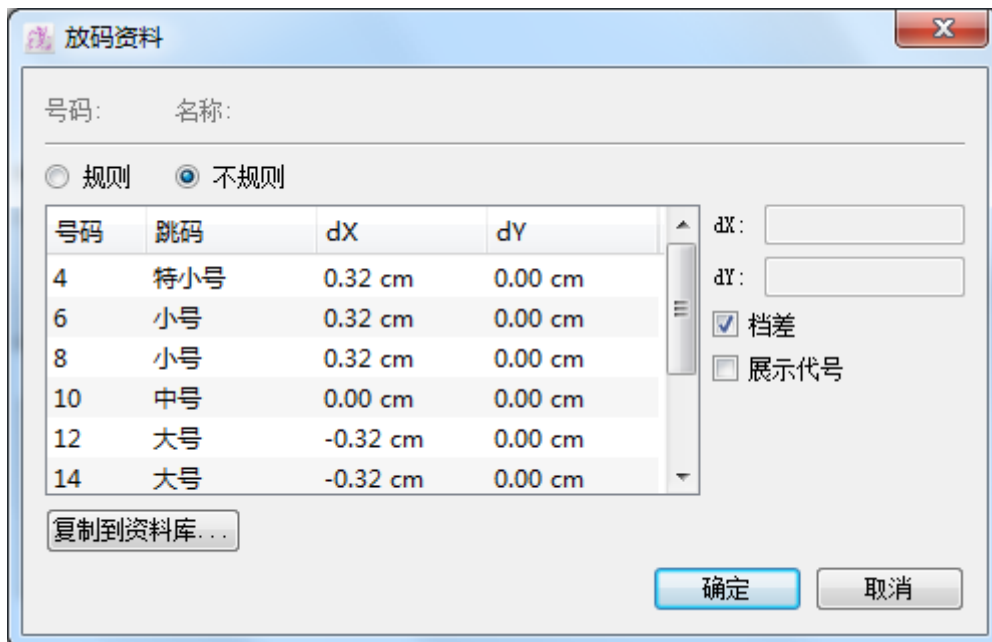 放码资料
号码: 名称:
规则 不规则
号码 跳码 dX dY
4 特小号 0.32 cm 0.00 cm
6 小号 0.32 cm 0.00 cm
8 小号 0.32 cm 0.00 cm
10 中号 0.00 cm 0.00 cm
12 大号 -0.32 cm 0.00 cm
14 大号 -0.32 cm 0.00 cm
dX:
dY:
档差
展示代号
复制到资料库...
确定 取消